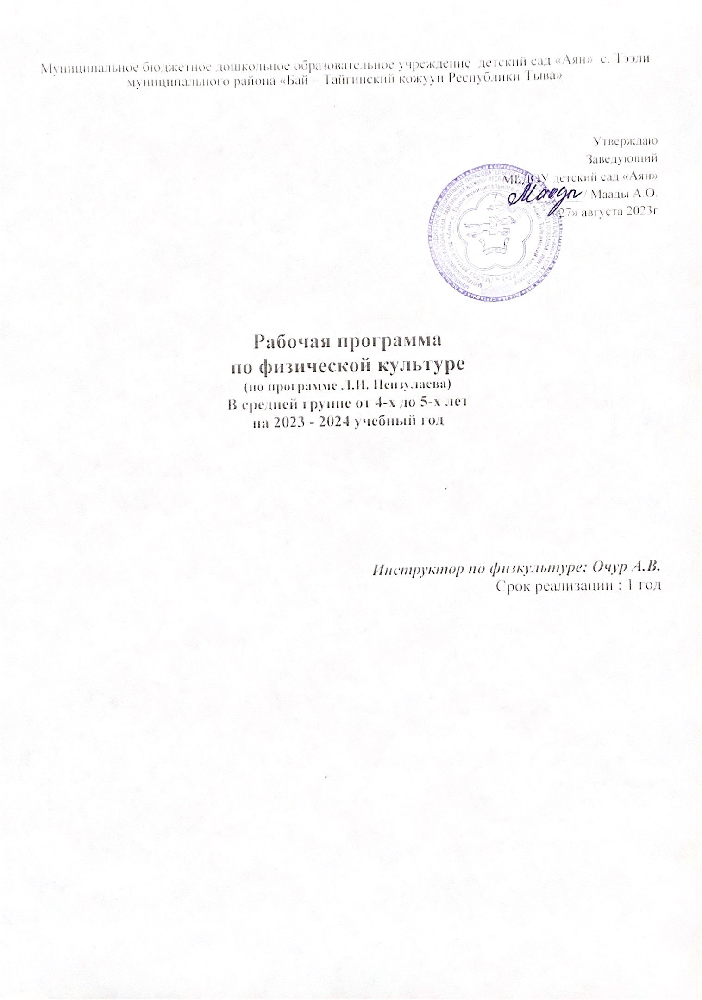 Муниципальное бюджетное дошкольное образовательное учреждение детский сад «Аян» с. Тээли
муниципального района «Бай – Тайгинский кожуун Республики Тыва»
Утверждаю
Заведующий
МБДОУ детский сад «Аян»
Маады / Маады А.О.
«27» августа 2023г
Рабочая программа
по физической культуре
(по программе Л.И. Пензулаева)
В средней группе от 4-х до 5-х лет
на 2023 - 2024 учебный год
Инструктор по физкультуре: Очур А.В.
Срок реализации : 1 год